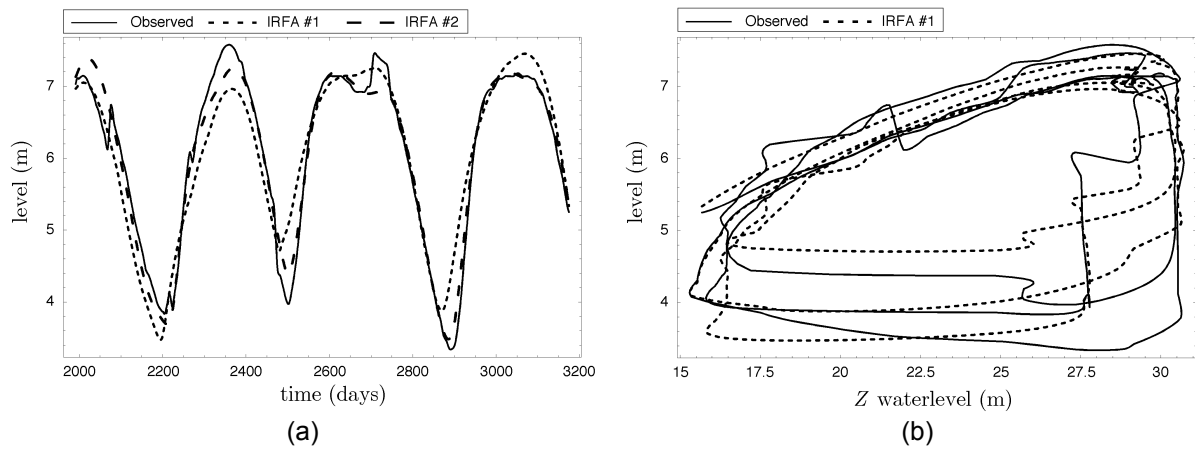 Observed IRFA #1 IRFA #2
level (m)
7
6
5
4
2000 2200 2400 2600 2800 3000 3200
time (days)
(a)
Observed IRFA #1
level (m)
7
6
5
4
15 17.5 20 22.5 25 27.5 30
Z waterlevel (m)
(b)